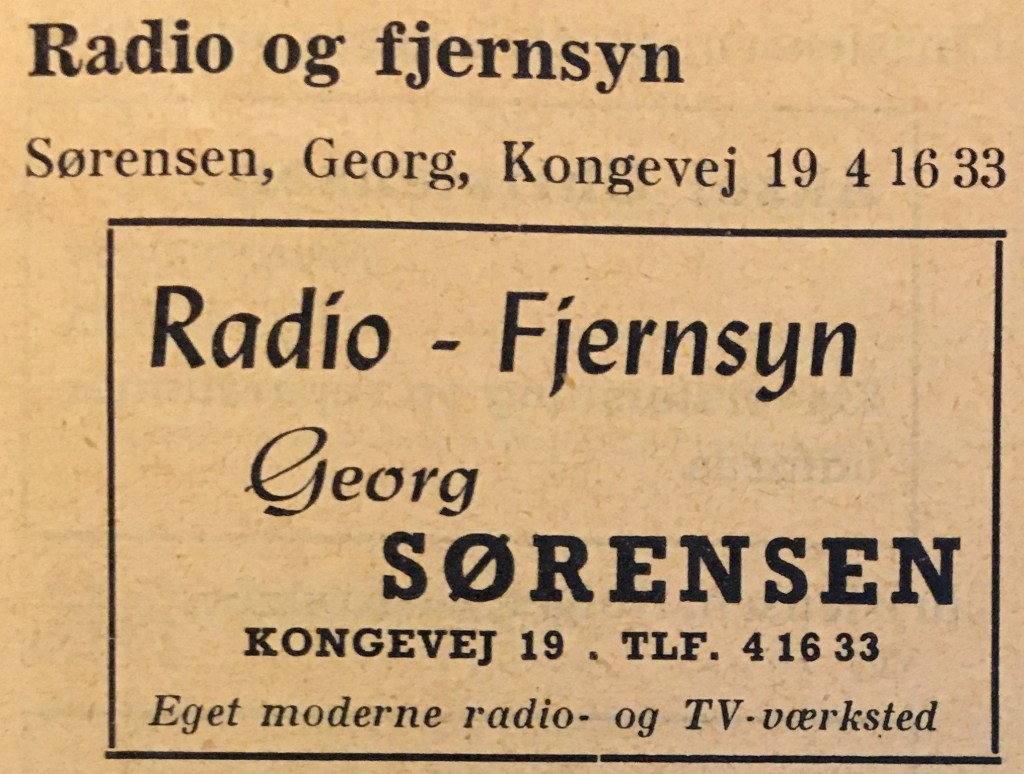 Radio og fjernsyn
Sørensen, Georg, Kongevej 19 4 16 33
Radio - Fjernsyn
Georg
SØRENSEN
KONGEVEJ 19 . TLF. 4 16 33
Eget moderne radio- og TV-værksted